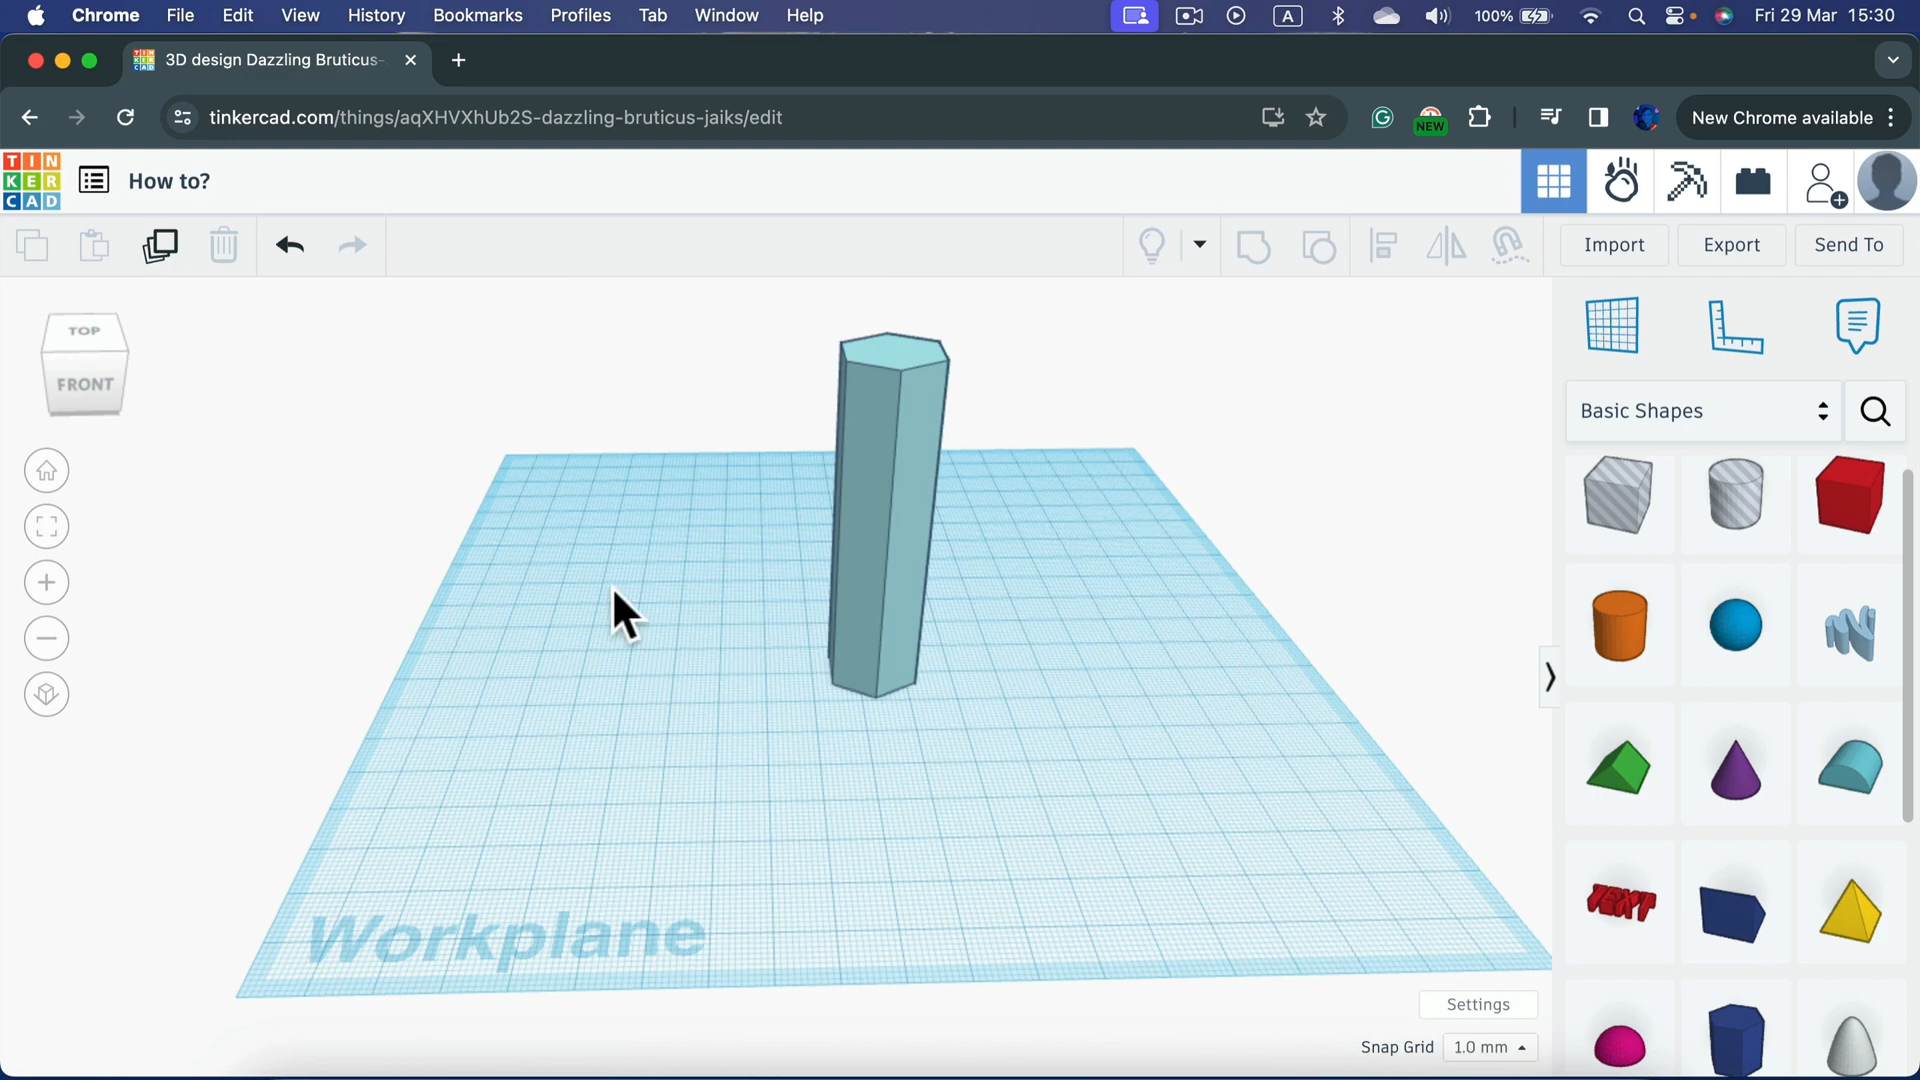 Chrome File Edit View History Bookmarks Profiles Tab Window Help A 100% Fri 29 Mar 15:30
3D design Dazzling Bruticus-
tinkercad.com/things/aqXHVXhUb2S-dazzling-bruticus-jaiks/edit NEW New Chrome available
TIN
KER
CAD
How to?
Import Export Send To
TOP
FRONT
Basic Shapes
TEXT
Workplane
Settings
Snap Grid 1.0 mm